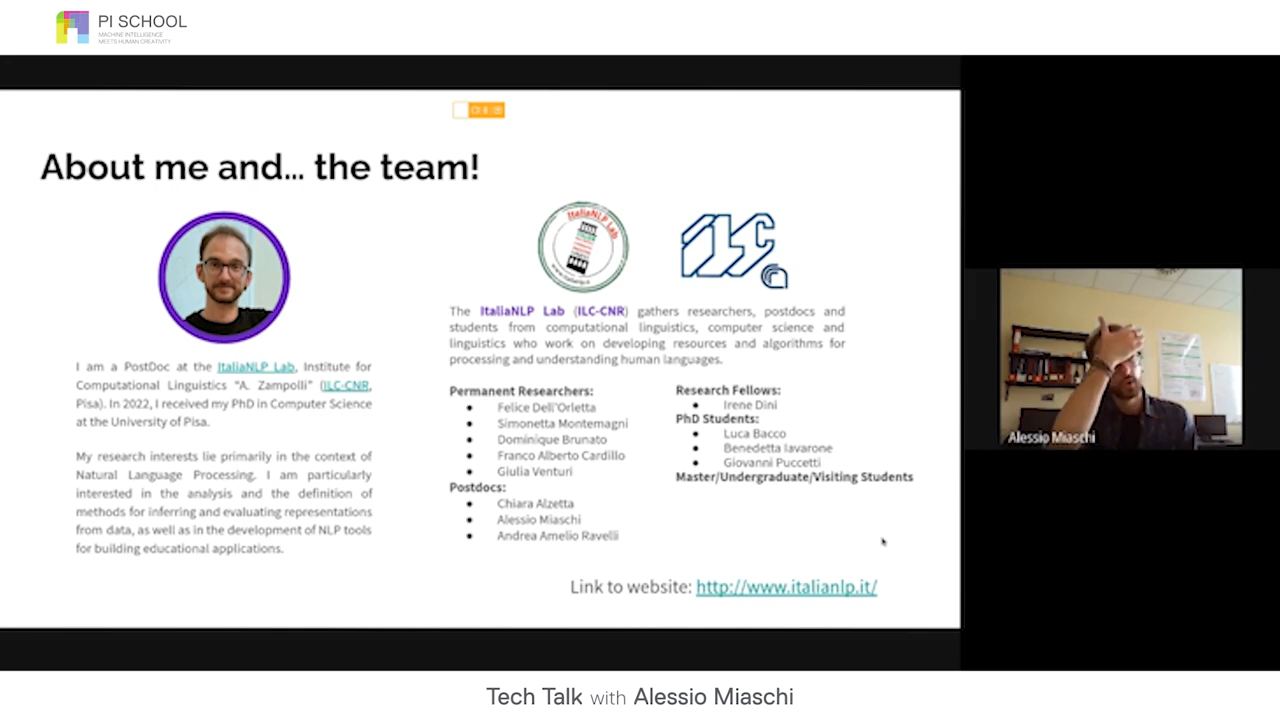 PI SCHOOL
MACHINE INTELLIGENCE
MEETS HUMAN CREATIVITY
About me and... the team!
ItaliaNLP Lab
I am a PostDoc at the ItaliaNLP Lab, Institute for
Computational Linguistics "A. Zampolli" (ILC-CNR,
Pisa). In 2022, I received my PhD in Computer Science
at the University of Pisa.
My research interests lie primarily in the context of
Natural Language Processing. I am particularly
interested in the analysis and the definition of
methods for inferring and evaluating representations
from data, as well as in the development of NLP tools
for building educational applications.
ILC
The ItaliaNLP Lab (ILC-CNR) gathers researchers, postdocs and
students from computational linguistics, computer science and
linguistics who work on developing resources and algorithms for
processing and understanding human languages.
Permanent Researchers:
● Felice Dell'Orletta
● Simonetta Montemagni
● Dominique Brunato
● Franco Alberto Cardillo
● Giulia Venturi
Postdocs:
● Chiara Alzetta
● Alessio Miaschi
● Andrea Amelio Ravelli
Research Fellows:
● Irene Dini
PhD Students:
● Luca Bacco
● Benedetta Iavarone
● Giovanni Puccetti
Master/Undergraduate/Visiting Students
Link to website: http://www.italianlp.it/
Alessio Miaschi
Tech Talk with Alessio Miaschi